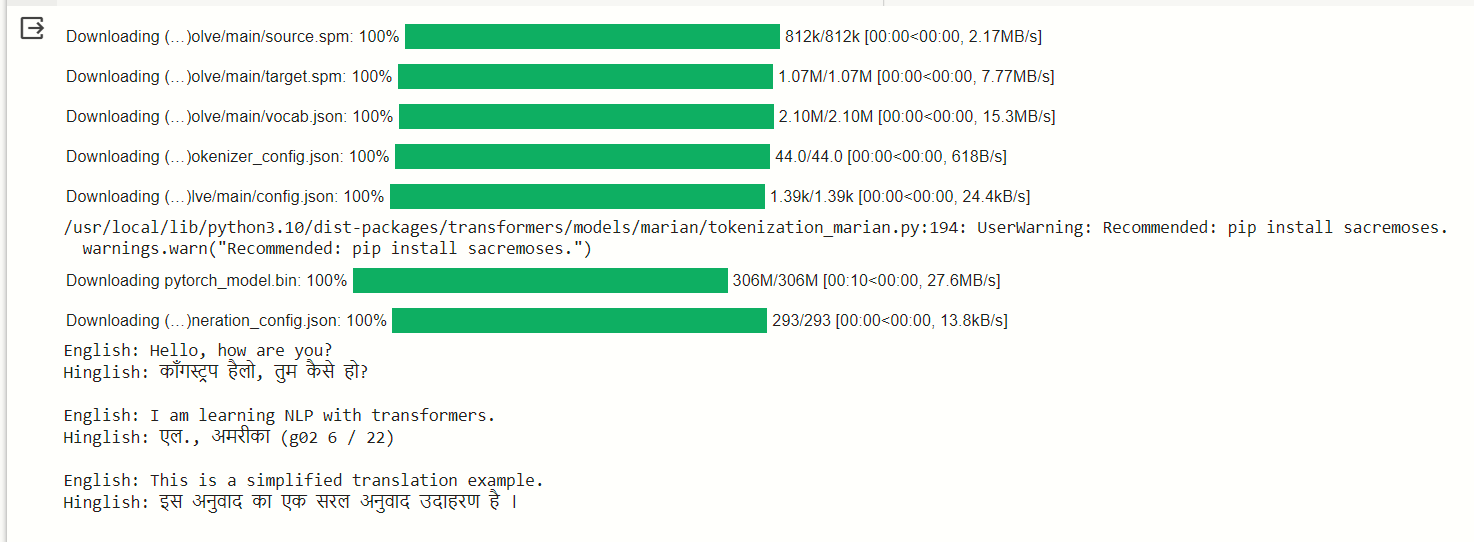 Downloading (…)olve/main/source.spm: 100% 812k/812k [00:00<00:00, 2.17MB/s]
Downloading (…)olve/main/target.spm: 100% 1.07M/1.07M [00:00<00:00, 7.77MB/s]
Downloading (…)olve/main/vocab.json: 100% 2.10M/2.10M [00:00<00:00, 15.3MB/s]
Downloading (…)okenizer_config.json: 100% 44.0/44.0 [00:00<00:00, 618B/s]
Downloading (…)lve/main/config.json: 100% 1.39k/1.39k [00:00<00:00, 24.4kB/s]
/usr/local/lib/python3.10/dist-packages/transformers/models/marian/tokenization_marian.py:194: UserWarning: Recommended: pip install sacremoses.
warnings.warn("Recommended: pip install sacremoses.")
Downloading pytorch_model.bin: 100% 306M/306M [00:10<00:00, 27.6MB/s]
Downloading (…)neration_config.json: 100% 293/293 [00:00<00:00, 13.8kB/s]
English: Hello, how are you?
Hinglish: काँगस्ट्रप हैलो, तुम कैसे हो?
English: I am learning NLP with transformers.
Hinglish: एल., अमरीका (g02 6 / 22)
English: This is a simplified translation example.
Hinglish: इस अनुवाद का एक सरल अनुवाद उदाहरण है ।